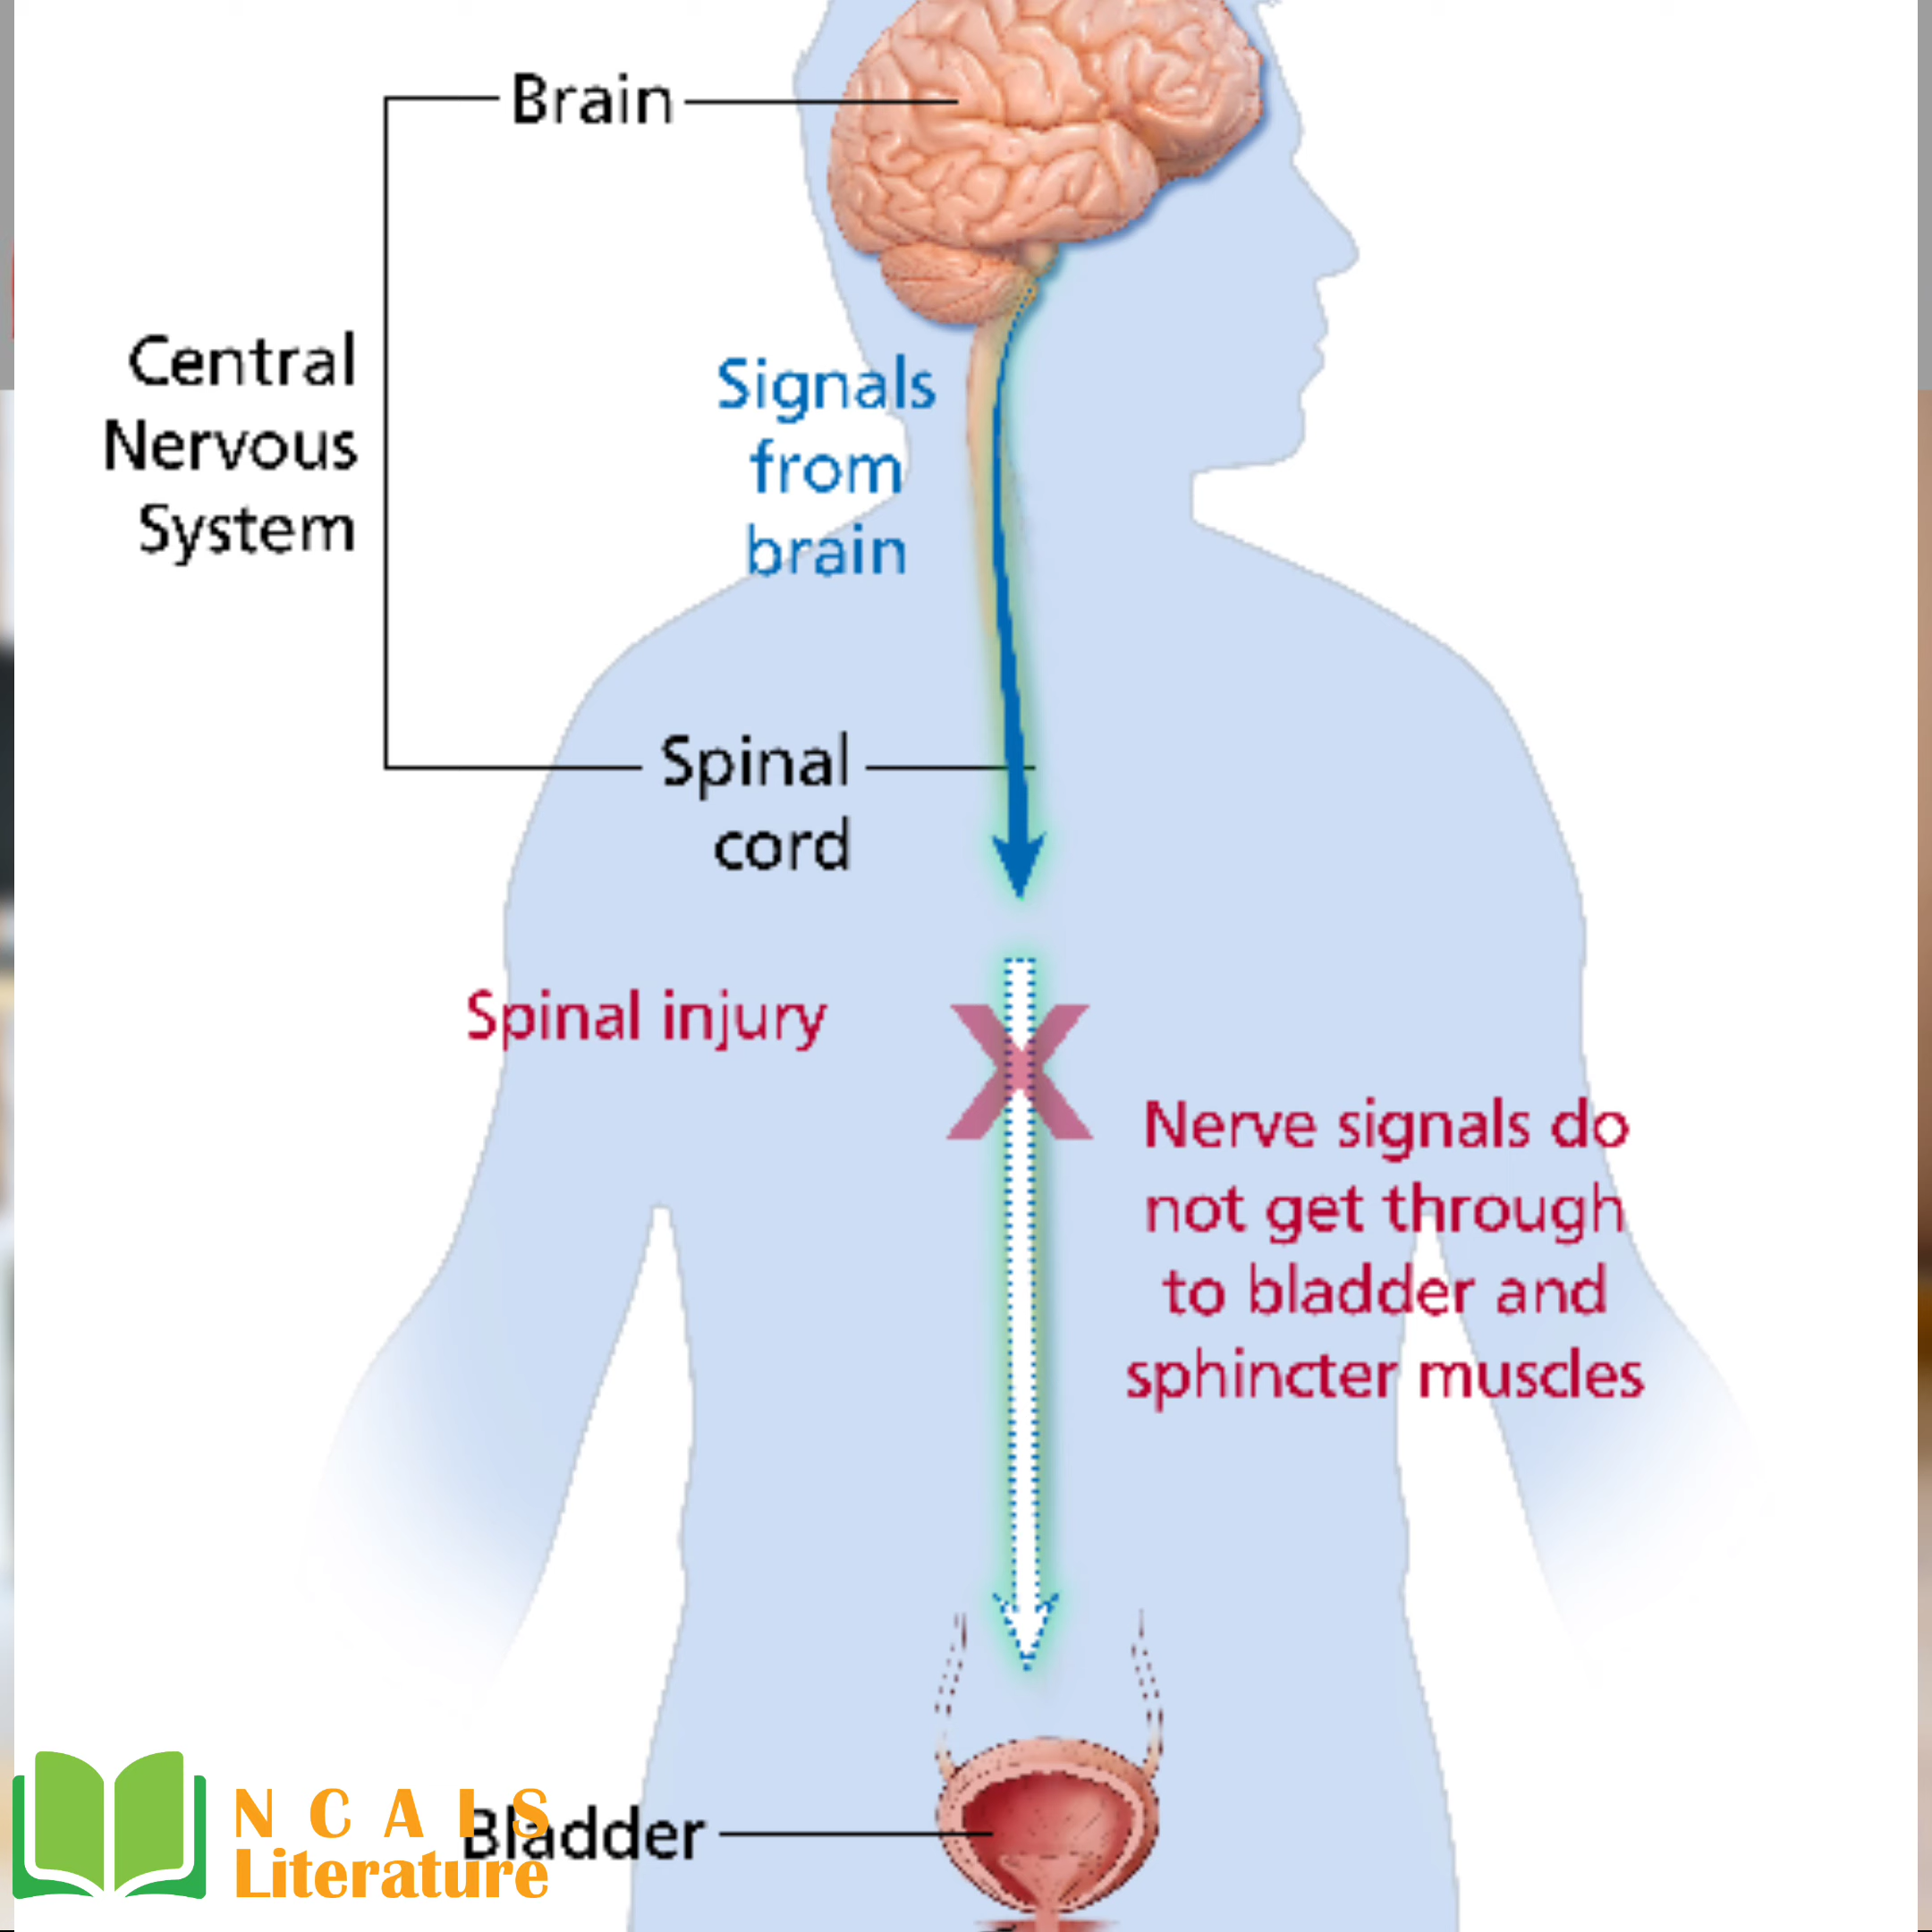 Brain
Central
Nervous
System
Signals
from
brain
Spinal
cord
Spinal injury
X
Nerve signals do
not get through
to bladder and
sphincter muscles
Bladder
NCAIS
Literature